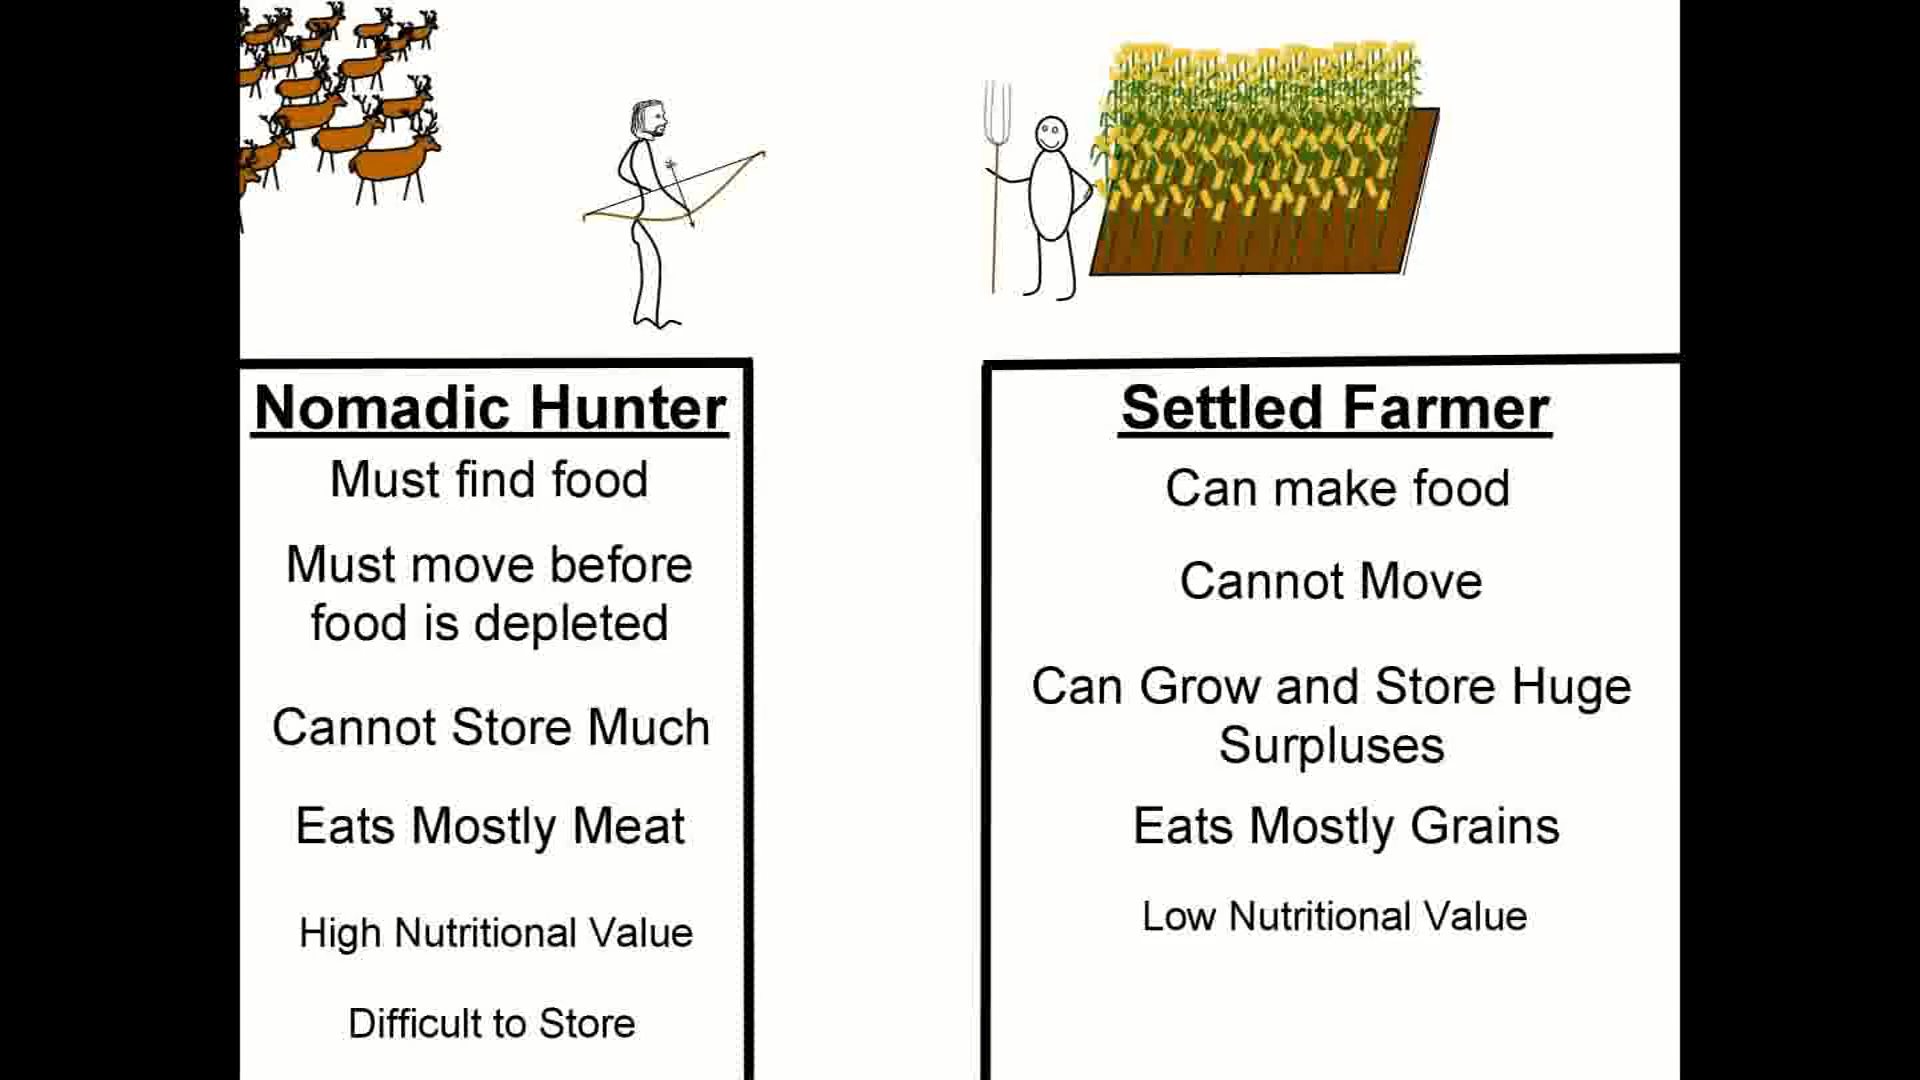 Nomadic Hunter
Must find food
Must move before
food is depleted
Cannot Store Much
Eats Mostly Meat
High Nutritional Value
Difficult to Store
Settled Farmer
Can make food
Cannot Move
Can Grow and Store Huge
Surpluses
Eats Mostly Grains
Low Nutritional Value